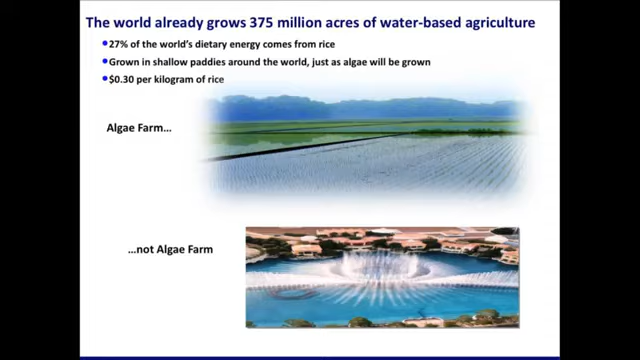 The world already grows 375 million acres of water-based agriculture
27% of the world's dietary energy comes from rice
Grown in shallow paddies around the world, just as algae will be grown
$0.30 per kilogram of rice
Algae Farm...
...not Algae Farm